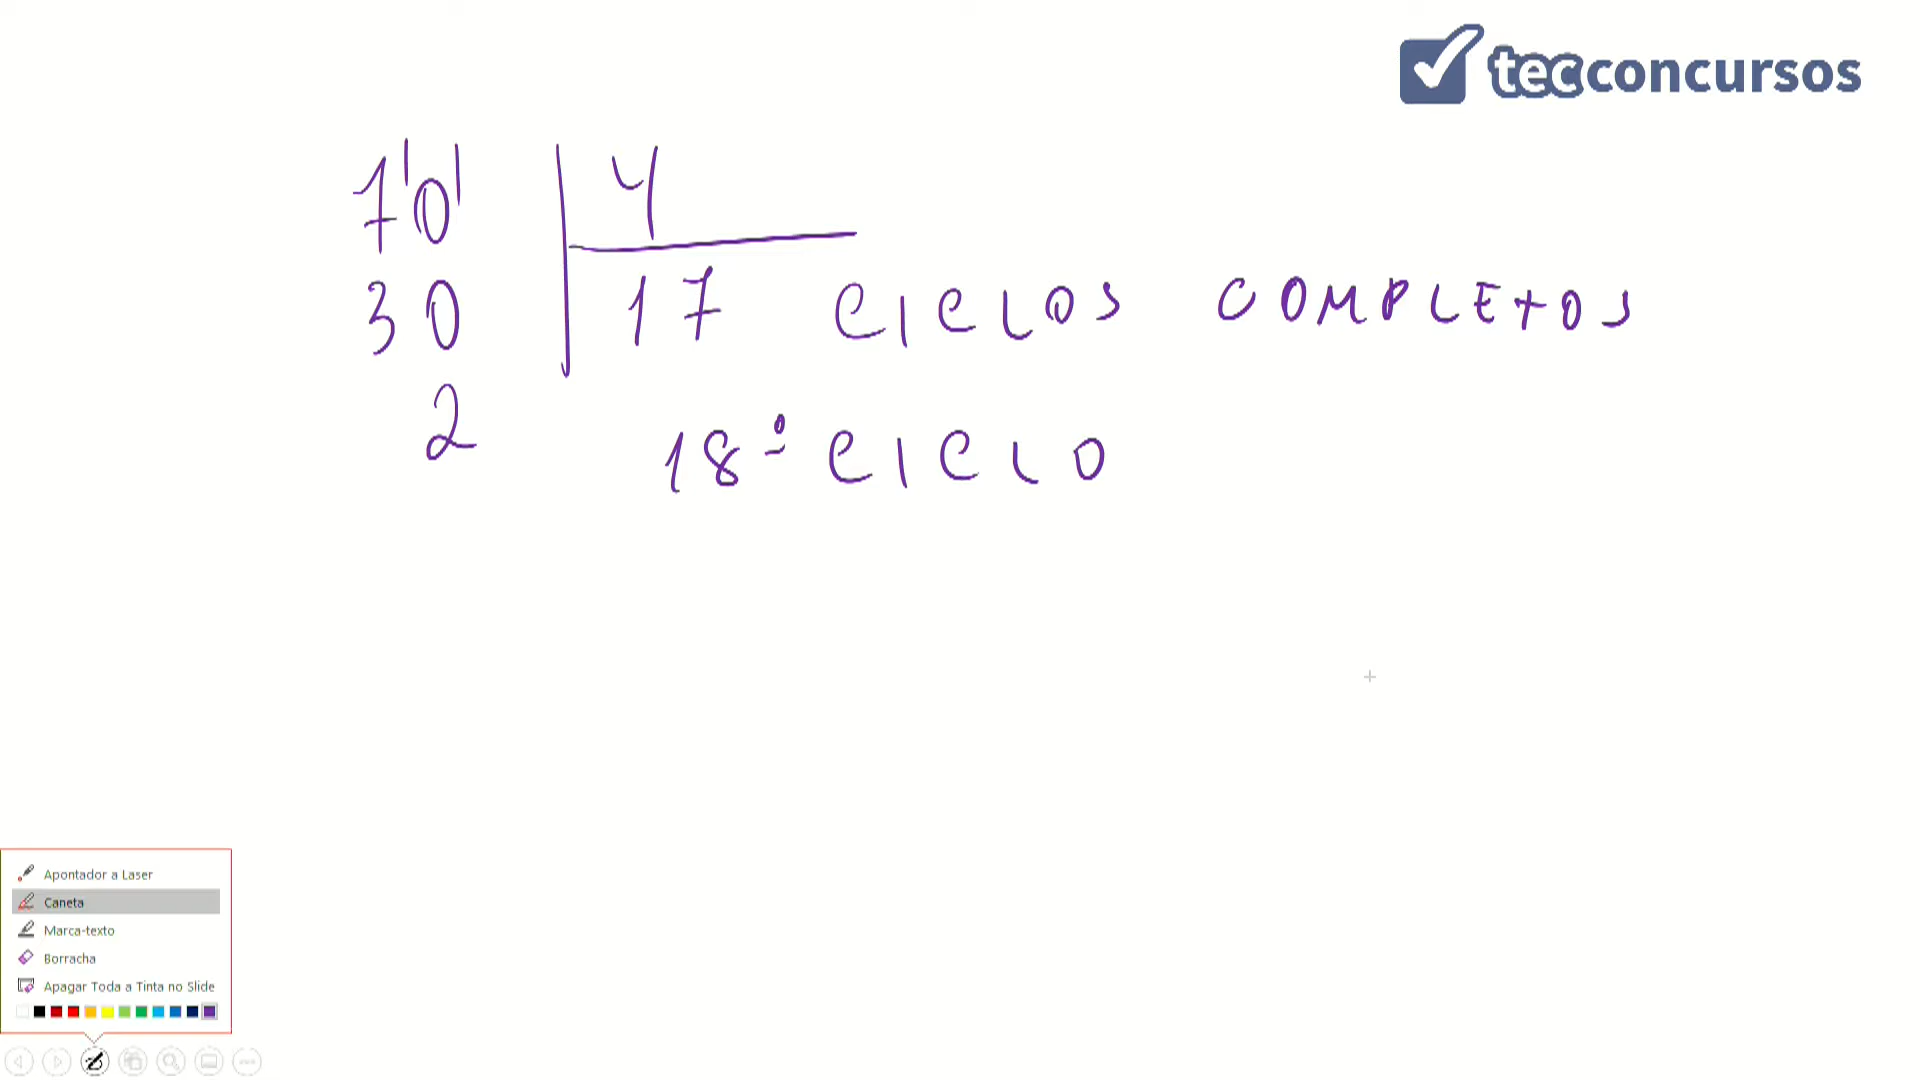 tecconcursos
70 4
30 17 CICLOS COMPLETOS
2 18º CICLO
Apontador a Laser
Caneta
Marca-texto
Borracha
Apagar Toda a Tinta no Slide